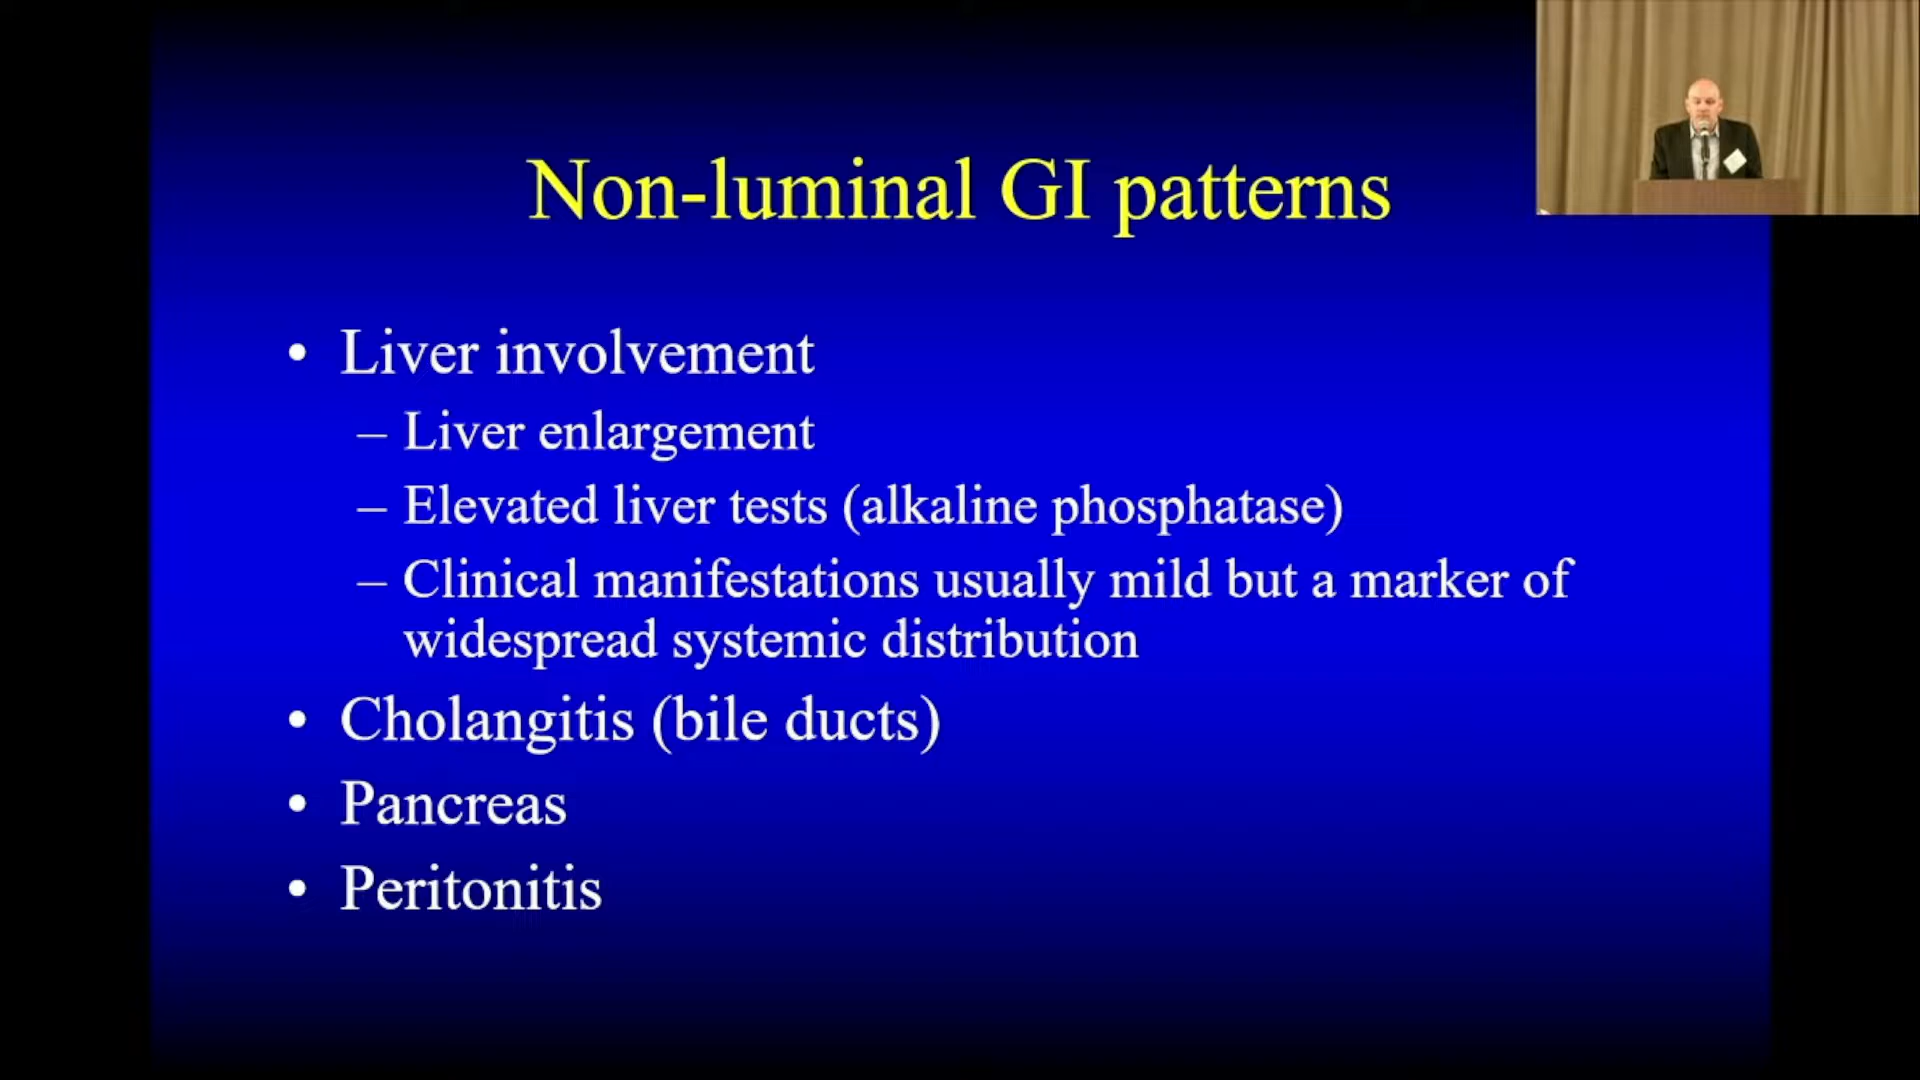 Non-luminal GI patterns
• Liver involvement
– Liver enlargement
– Elevated liver tests (alkaline phosphatase)
– Clinical manifestations usually mild but a marker of
widespread systemic distribution
• Cholangitis (bile ducts)
• Pancreas
• Peritonitis